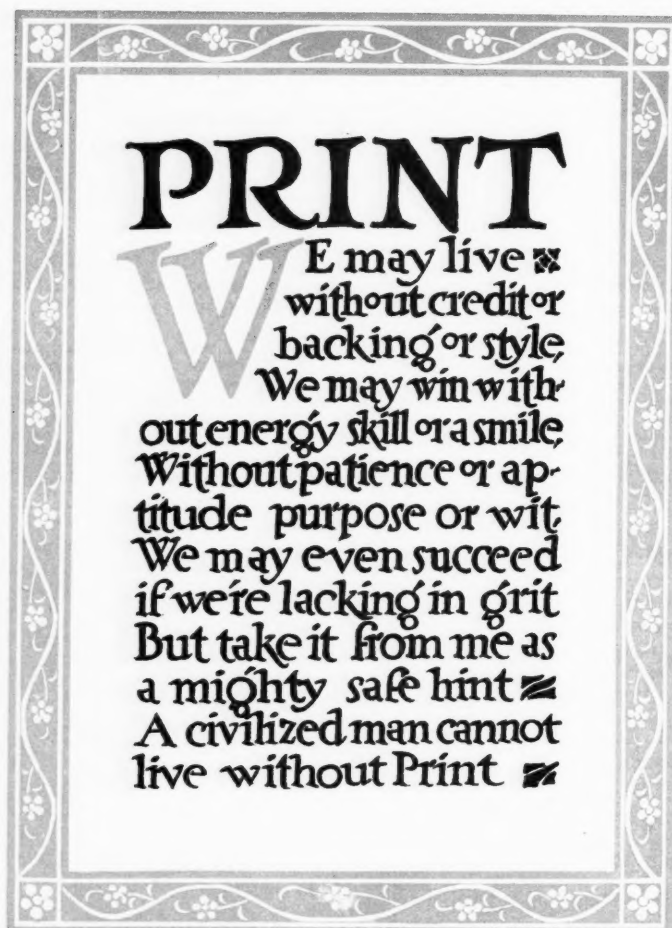 PRINT
WE may live
without credit or
backing or style,
We may win with-
out energy skill or a smile,
Without patience or ap-
titude purpose or wit,
We may even succeed
if we're lacking in grit
But take it from me as
a mighty safe hint
A civilized man cannot
live without Print